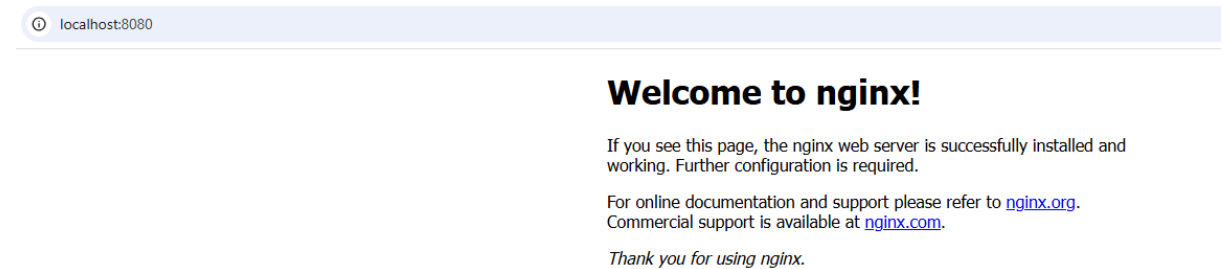 localhost:8080
Welcome to nginx!
If you see this page, the nginx web server is successfully installed and
working. Further configuration is required.
For online documentation and support please refer to nginx.org.
Commercial support is available at nginx.com.
Thank you for using nginx.